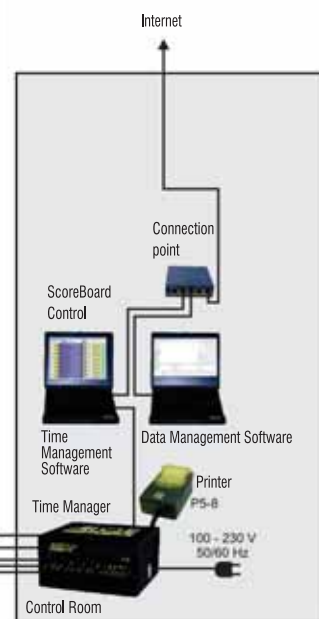 Internet
Connection
point
ScoreBoard
Control
Time
Management
Software
Data Management Software
Printer
P5-8
Time Manager
100 - 230 V
50/60 Hz
Control Room